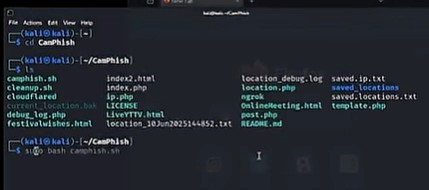 kali@kali:~/CamPhish
File Actions Edit View Help
(kali㉿kali)-[~]
$ cd CamPhish
(kali㉿kali)-[~/CamPhish]
$ ls
camphish.sh index2.html location_debug.log saved.ip.txt
cleanup.sh index.php location.php saved_locations
cloudflared ip.php ngrok saved.locations.txt
current_location.bak LICENSE OnlineMeeting.html template.php
debug_log.php LiveYTTV.html post.php
festivalwishes.html location_10Jun2025144852.txt README.md
(kali㉿kali)-[~/CamPhish]
$ sudo bash camphish.sh